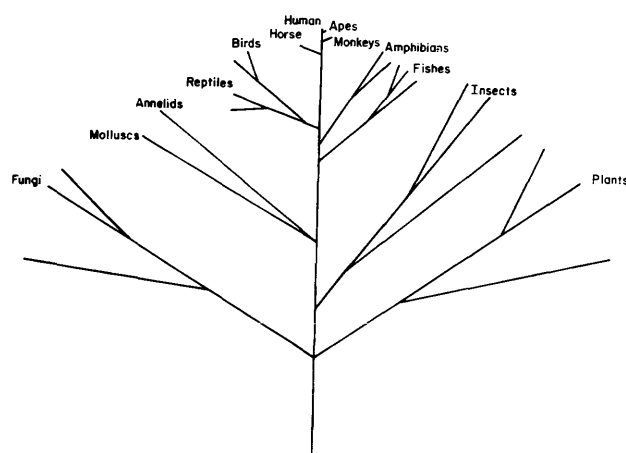 Human
Apes
Horse
Monkeys
Birds
Amphibians
Fishes
Reptiles
Insects
Annelids
Molluscs
Fungi
Plants